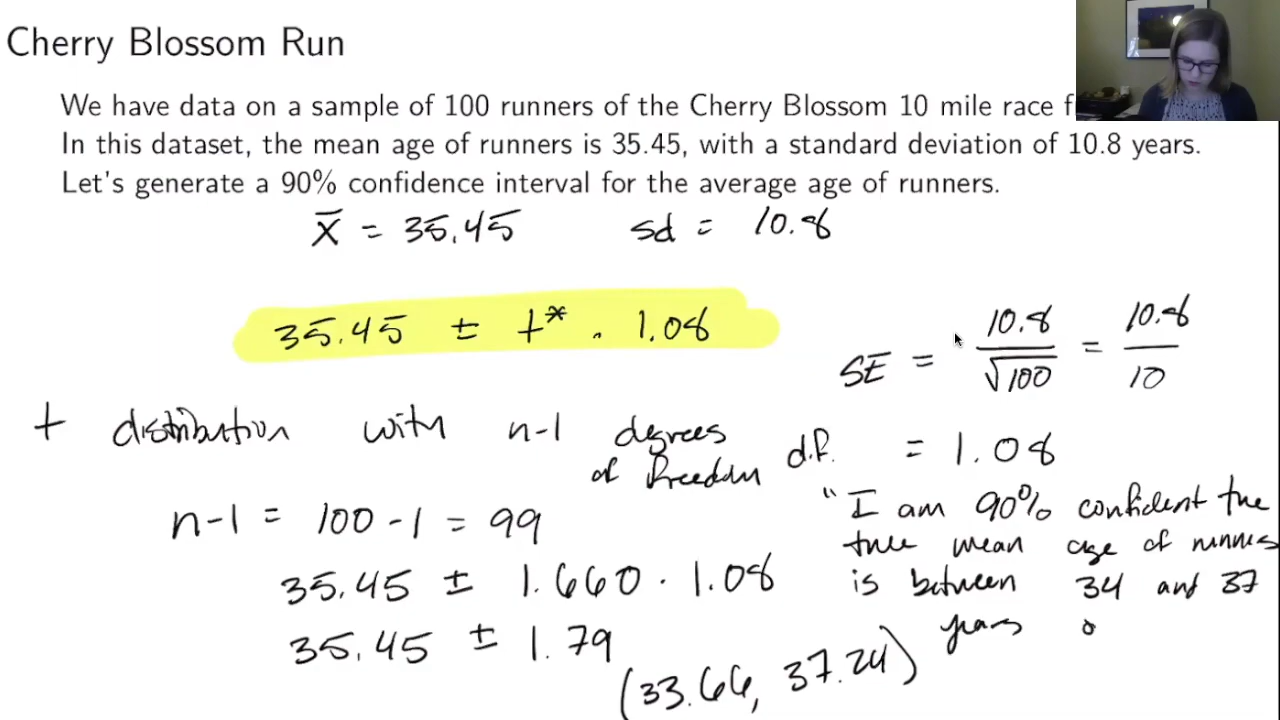 Cherry Blossom Run
We have data on a sample of 100 runners of the Cherry Blossom 10 mile race
In this dataset, the mean age of runners is 35.45, with a standard deviation of 10.8 years.
Let's generate a 90% confidence interval for the average age of runners.
x̄ = 35.45 sd = 10.8
35.45 ± t* . 1.08
SE = 10.8 / √100 = 10.8 / 10
= 1.08
t distribution with n-1 degrees
of freedom d.f.
n-1 = 100 - 1 = 99
35.45 ± 1.660 · 1.08
35.45 ± 1.79
(33.66, 37.24)
"I am 90% confident the
true mean age of runners
is between 34 and 37
years o